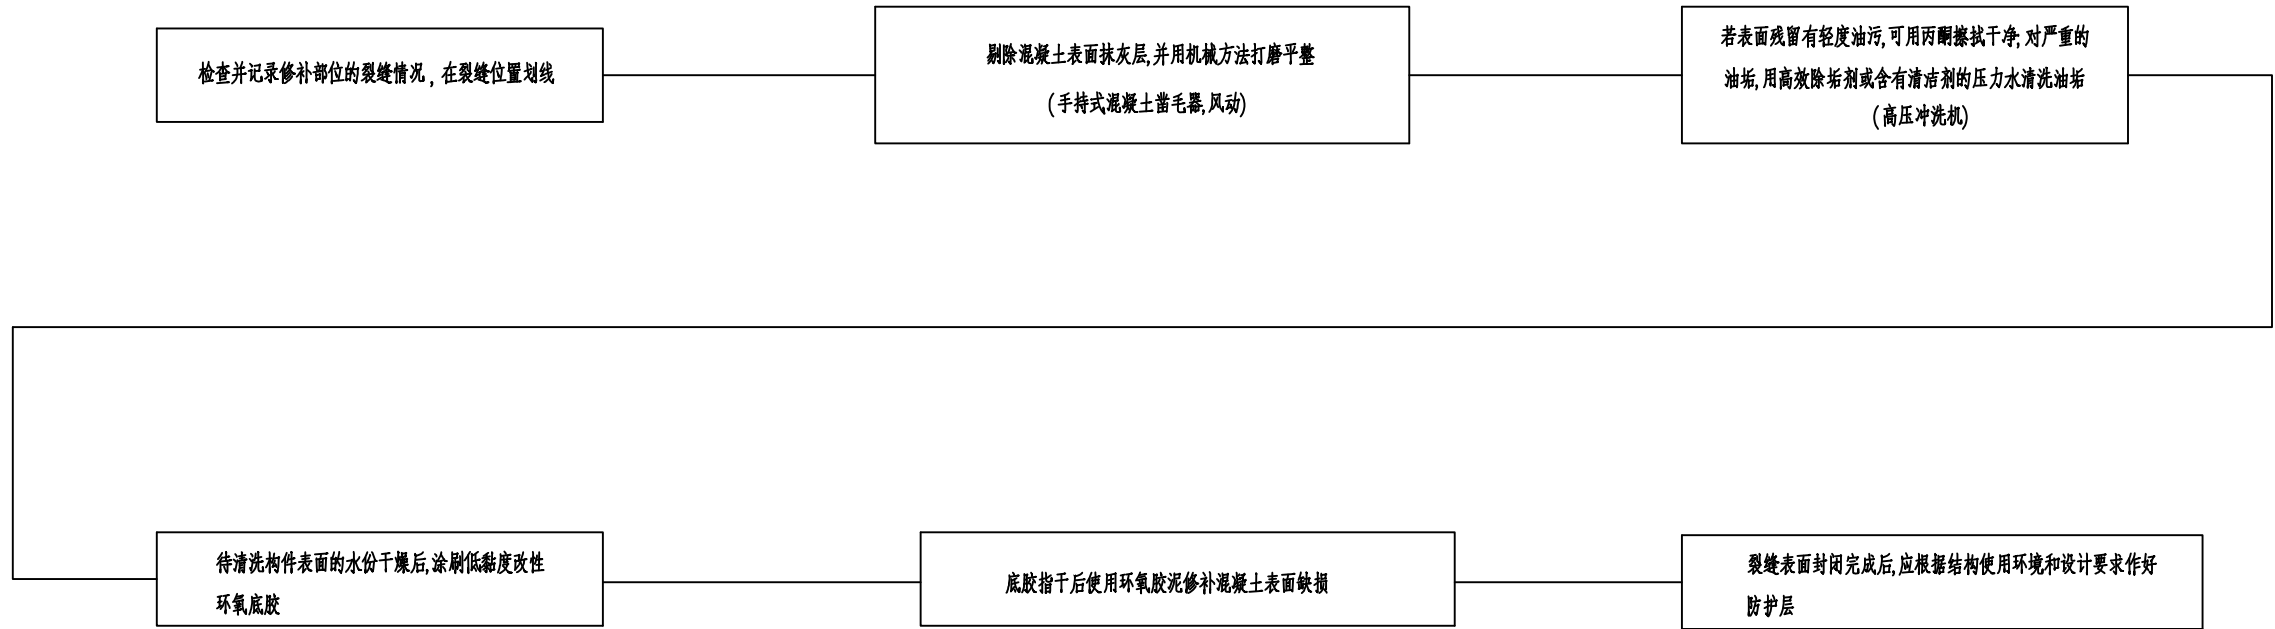 检查并记录修补部位的裂缝情况，在裂缝位置划线
剔除混凝土表面抹灰层,并用机械方法打磨平整
(手持式混凝土凿毛器,风动)
若表面残留有轻度油污,可用丙酮擦拭干净;对严重的
油垢,用高效除垢剂或含有清洁剂的压力水清洗油垢
(高压冲洗机)
待清洗构件表面的水份干燥后,涂刷低黏度改性
环氧底胶
底胶指干后使用环氧胶泥修补混凝土表面缺损
裂缝表面封闭完成后,应根据结构使用环境和设计要求作好
防护层